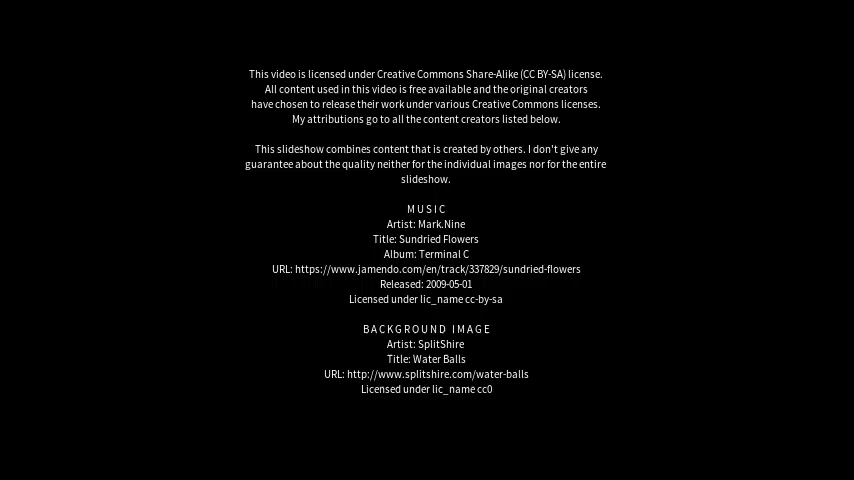 This video is licensed under Creative Commons Share-Alike (CC BY-SA) license.
All content used in this video is free available and the original creators
have chosen to release their work under various Creative Commons licenses.
My attributions go to all the content creators listed below.
This slideshow combines content that is created by others. I don't give any
guarantee about the quality neither for the individual images nor for the entire
slideshow.
MUSIC
Artist: Mark.Nine
Title: Sundried Flowers
Album: Terminal C
URL: https://www.jamendo.com/en/track/337829/sundried-flowers
Released: 2009-05-01
Licensed under lic_name cc-by-sa
BACKGROUND IMAGE
Artist: SplitShire
Title: Water Balls
URL: http://www.splitshire.com/water-balls
Licensed under lic_name cc0